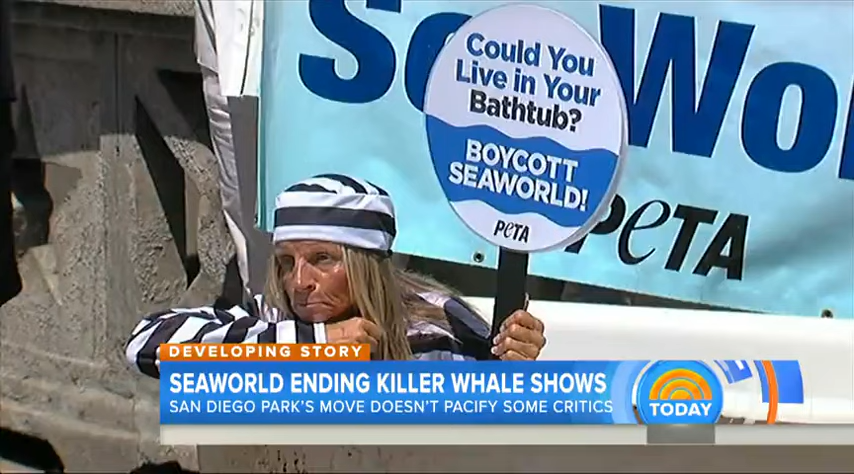 SeaWo
Could You
Live in Your
Bathtub?
BOYCOTT
SEAWORLD!
PETA
PETA
DEVELOPING STORY
SEAWORLD ENDING KILLER WHALE SHOWS
SAN DIEGO PARK'S MOVE DOESN'T PACIFY SOME CRITICS
TODAY